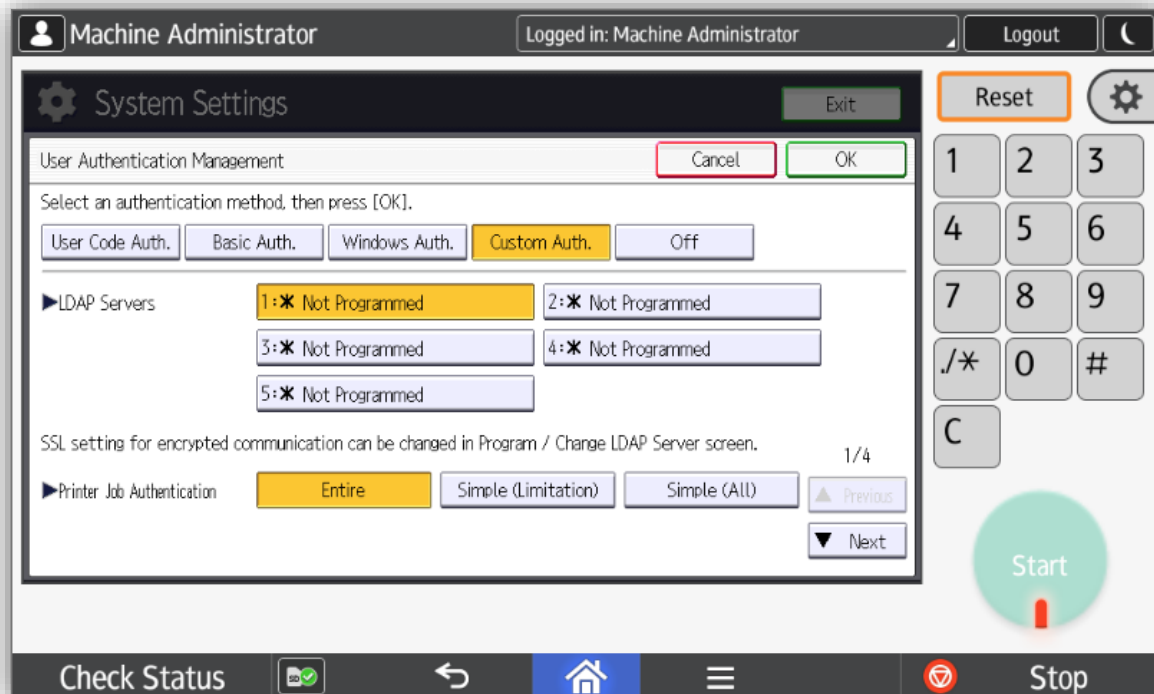 Machine Administrator Logged in: Machine Administrator Logout
System Settings Exit Reset
User Authentication Management Cancel OK
Select an authentication method, then press [OK].
User Code Auth. Basic Auth. Windows Auth. Custom Auth. Off
▶LDAP Servers 1:✱ Not Programmed 2:✱ Not Programmed
3:✱ Not Programmed 4:✱ Not Programmed
5:✱ Not Programmed
SSL setting for encrypted communication can be changed in Program / Change LDAP Server screen.
1/4
▶Printer Job Authentication Entire Simple (Limitation) Simple (All) ▲ Previous
▼ Next
1 2 3
4 5 6
7 8 9
./* 0 #
C
Start
Check Status SD Stop